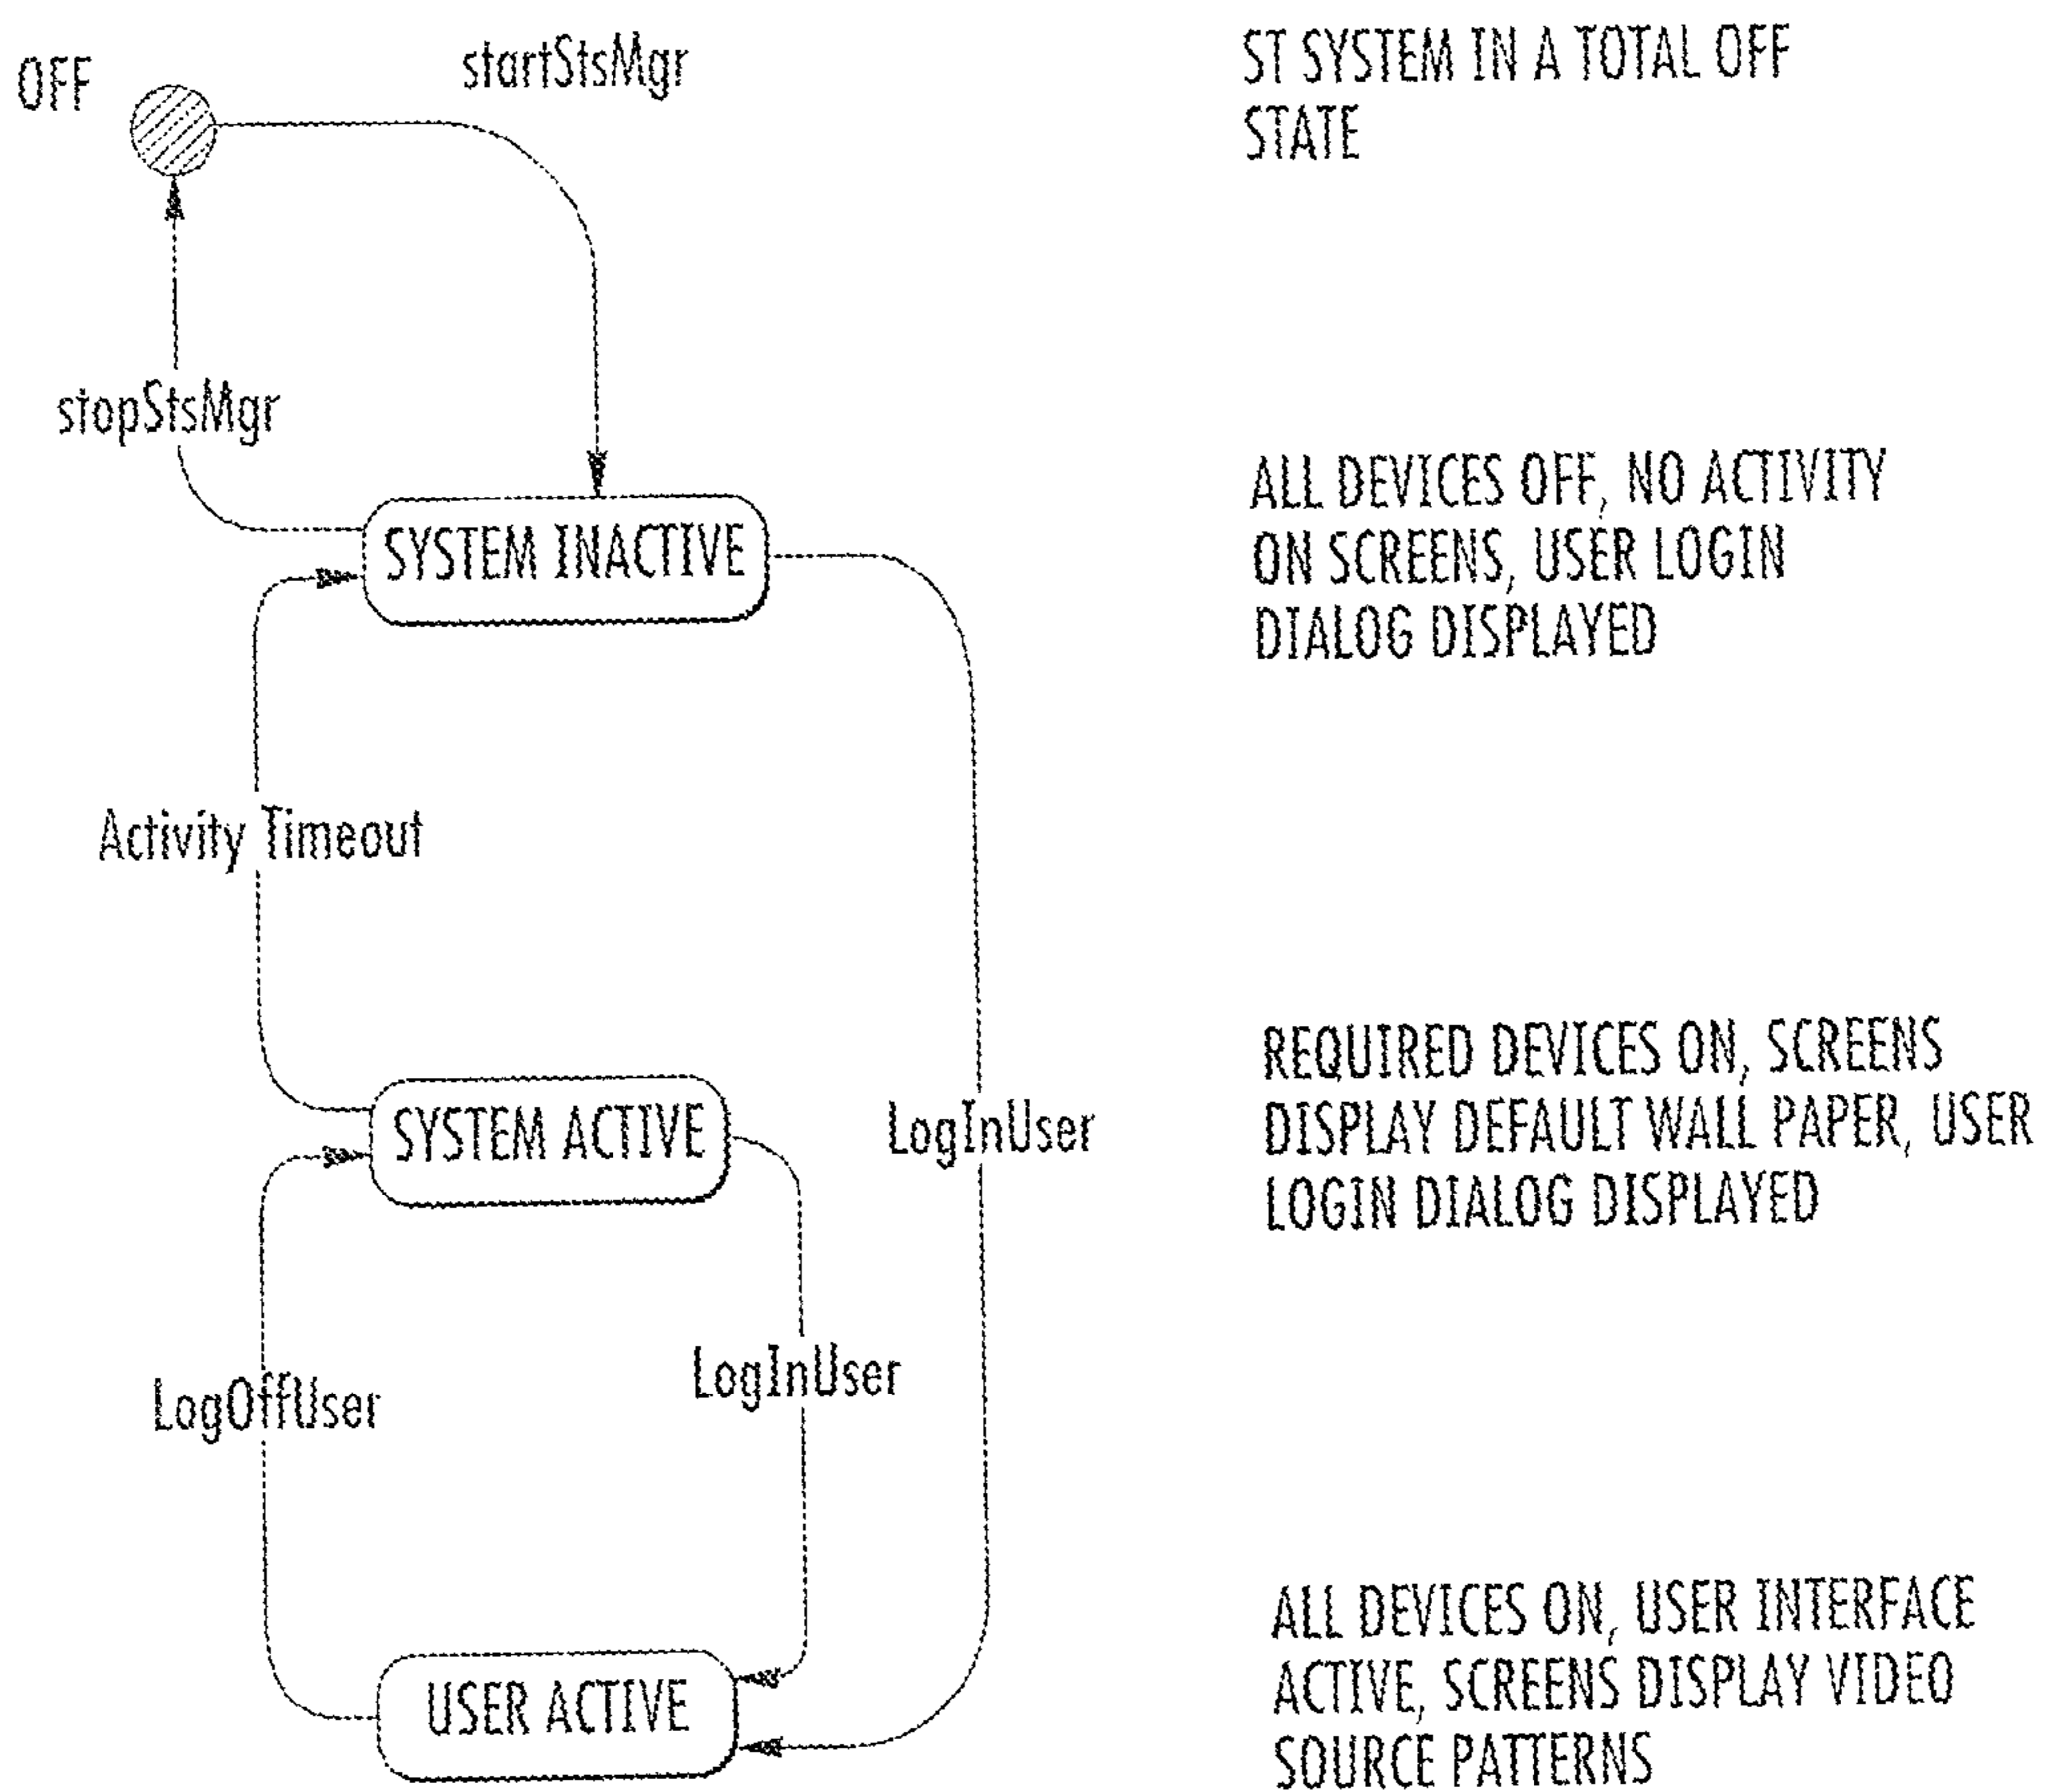 OFF
startStsMgr
ST SYSTEM IN A TOTAL OFF
STATE
stopStsMgr
SYSTEM INACTIVE
ALL DEVICES OFF, NO ACTIVITY
ON SCREENS, USER LOGIN
DIALOG DISPLAYED
Activity Timeout
SYSTEM ACTIVE
LogInUser
REQUIRED DEVICES ON, SCREENS
DISPLAY DEFAULT WALL PAPER, USER
LOGIN DIALOG DISPLAYED
LogOffUser
LogInUser
USER ACTIVE
ALL DEVICES ON, USER INTERFACE
ACTIVE, SCREENS DISPLAY VIDEO
SOURCE PATTERNS